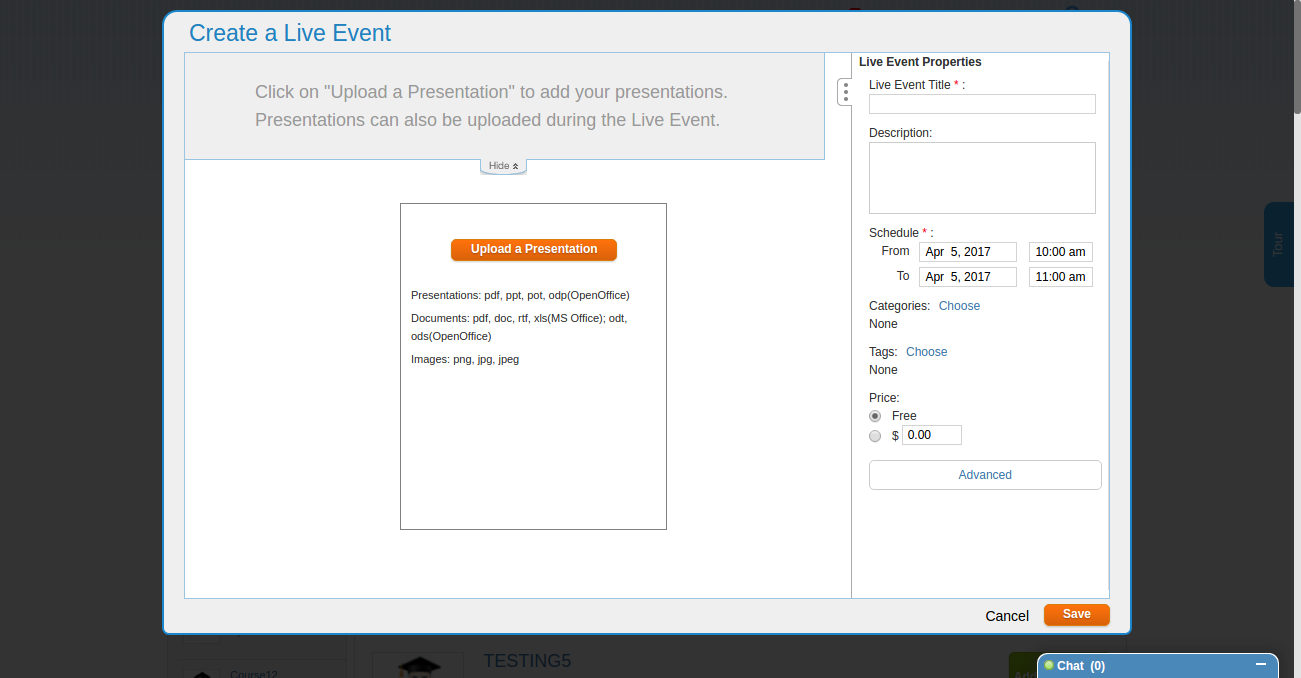 Create a Live Event
Click on "Upload a Presentation" to add your presentations.
Presentations can also be uploaded during the Live Event.
Hide
Upload a Presentation
Presentations: pdf, ppt, pot, odp(OpenOffice)
Documents: pdf, doc, rtf, xls(MS Office); odt,
ods(OpenOffice)
Images: png, jpg, jpeg
Live Event Properties
Live Event Title * :
Description:
Schedule * :
From Apr 5, 2017 10:00 am
To Apr 5, 2017 11:00 am
Categories: Choose
None
Tags: Choose
None
Price:
Free
$ 0.00
Advanced
Cancel Save
Tour
TESTING5
Course12
Chat (0)